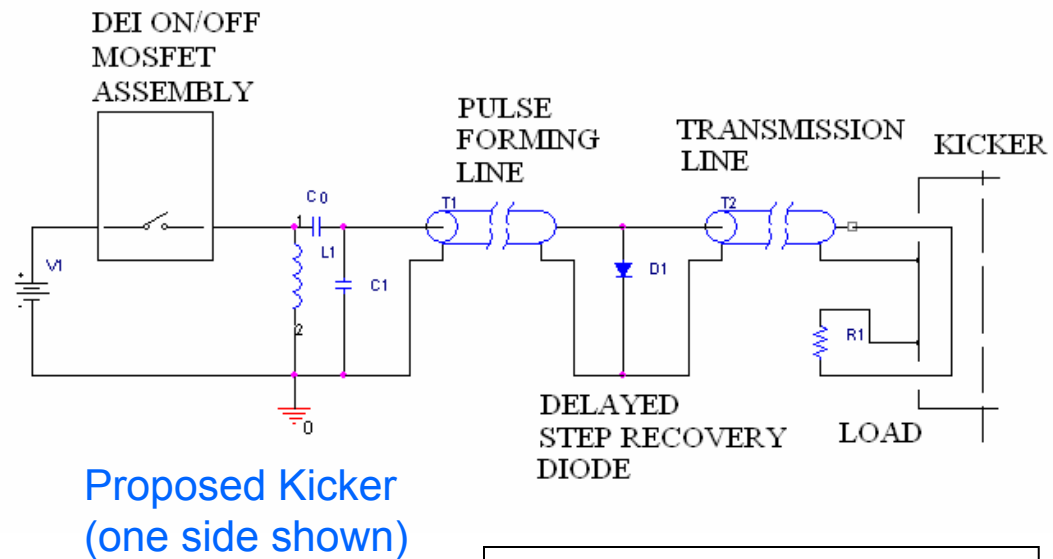 DEI ON/OFF
MOSFET
ASSEMBLY
PULSE
FORMING
LINE
TRANSMISSION
LINE
KICKER
C0
T1
T2
1
V1
+
-
L1
C1
D1
2
R1
0
DELAYED
STEP RECOVERY
DIODE
LOAD
Proposed Kicker
(one side shown)